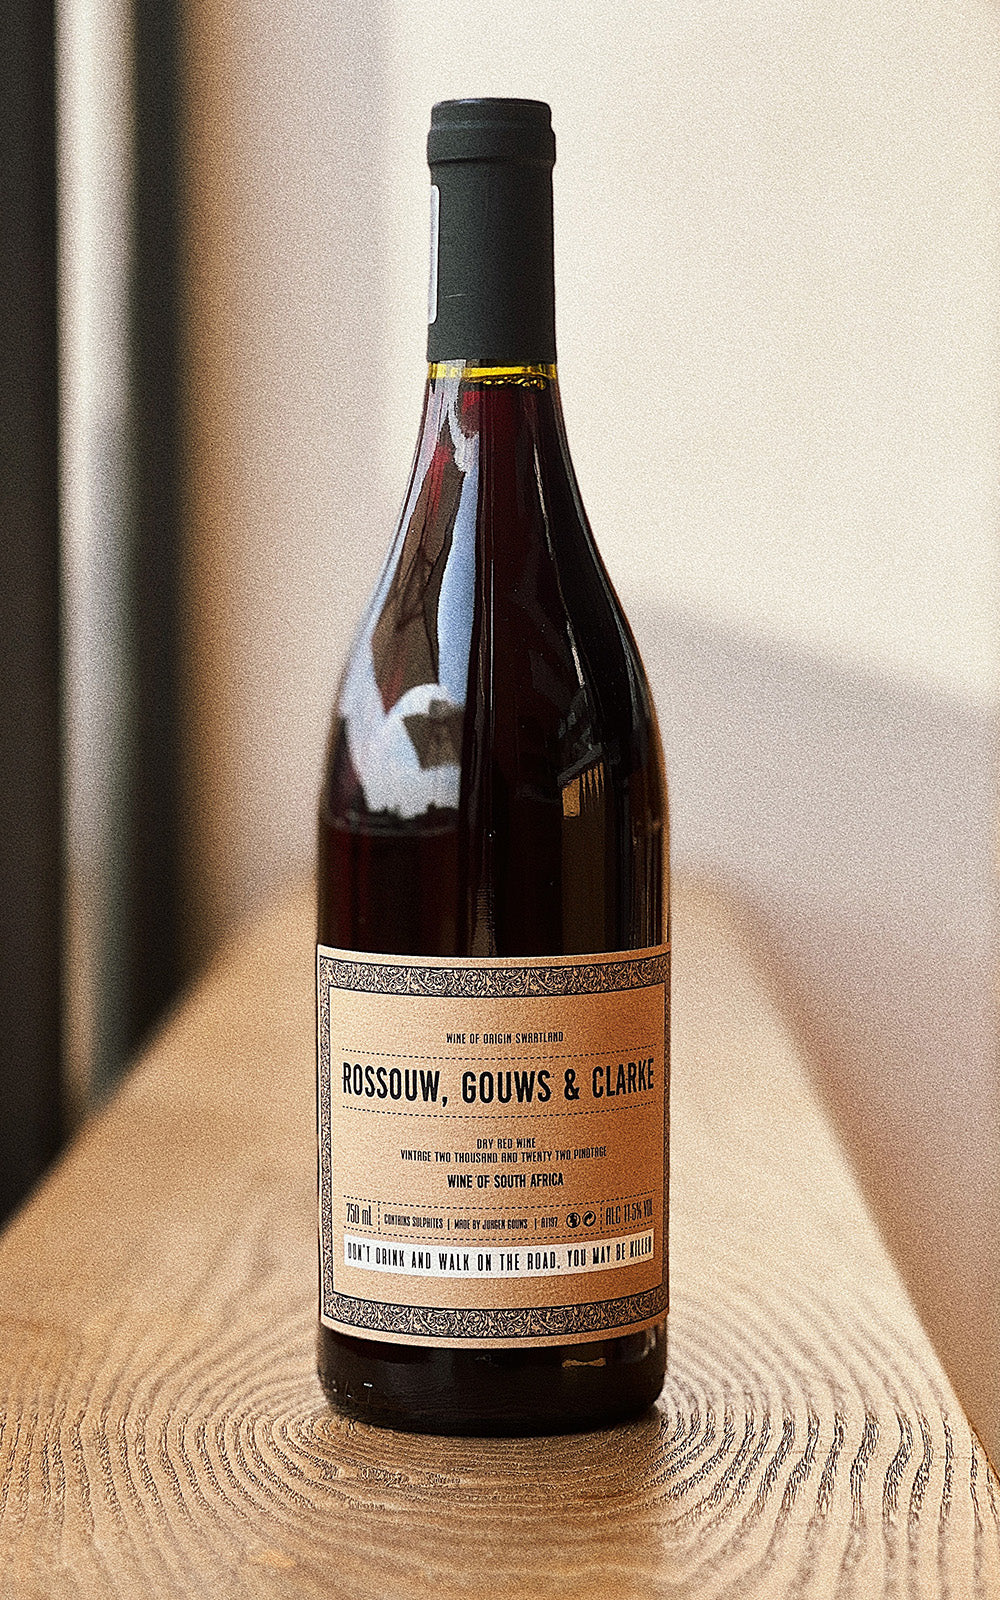 WINE OF ORIGIN SWARTLAND
ROSSOUW, GOUWS & CLARKE
DRY RED WINE
VINTAGE TWO THOUSAND AND TWENTY TWO PINOTAGE
WINE OF SOUTH AFRICA
750 mL | CONTAINS SULPHITES | MADE BY JURGEN GOUWS | A1197 | ALC 11.5% VOL
DON'T DRINK AND WALK ON THE ROAD, YOU MAY BE KILLED